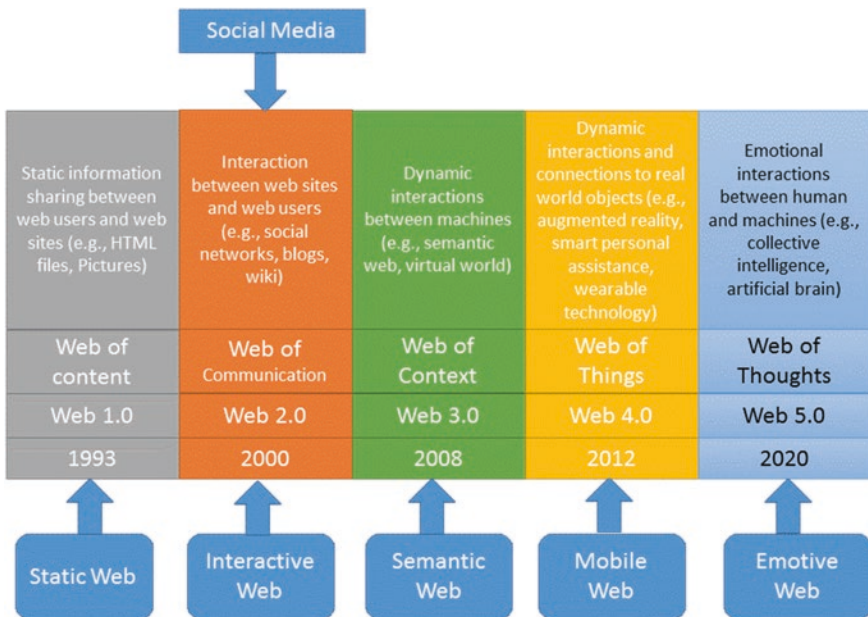 Social Media
Static information
sharing between
web users and web
sites (e.g., HTML
files, Pictures)
Interaction
between web sites
and web users
(e.g., social
networks, blogs,
wiki)
Dynamic
interactions
between machines
(e.g., semantic
web, virtual world)
Dynamic
interactions and
connections to real
world objects (e.g.,
augmented reality,
smart personal
assistance,
wearable
technology)
Emotional
interactions
between human
and machines (e.g.,
collective
intelligence,
artificial brain)
Web of
content
Web of
Communication
Web of
Context
Web of
Things
Web of
Thoughts
Web 1.0
Web 2.0
Web 3.0
Web 4.0
Web 5.0
1993
2000
2008
2012
2020
Static Web
Interactive
Web
Semantic
Web
Mobile
Web
Emotive
Web